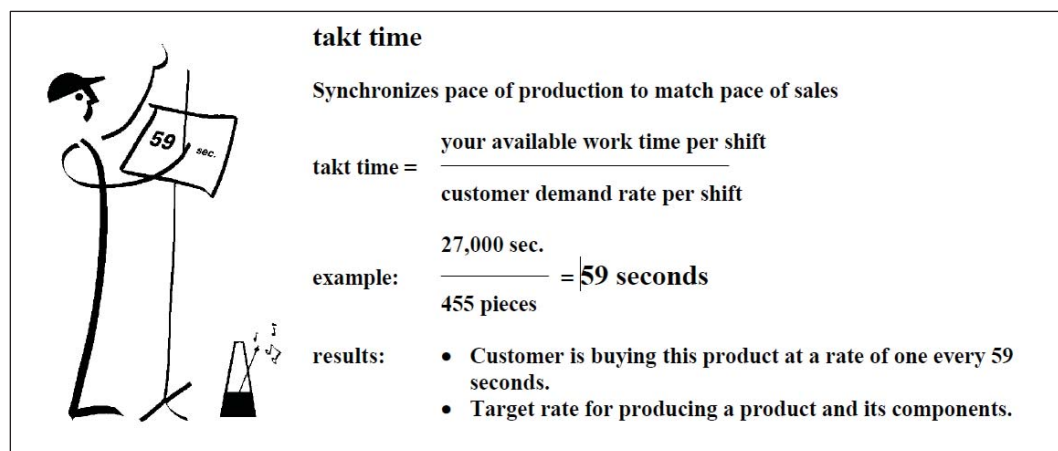 takt time
Synchronizes pace of production to match pace of sales
takt time =
your available work time per shift
customer demand rate per shift
example:
27,000 sec.
455 pieces
= 59 seconds
results:
• Customer is buying this product at a rate of one every 59
seconds.
• Target rate for producing a product and its components.
59 sec.